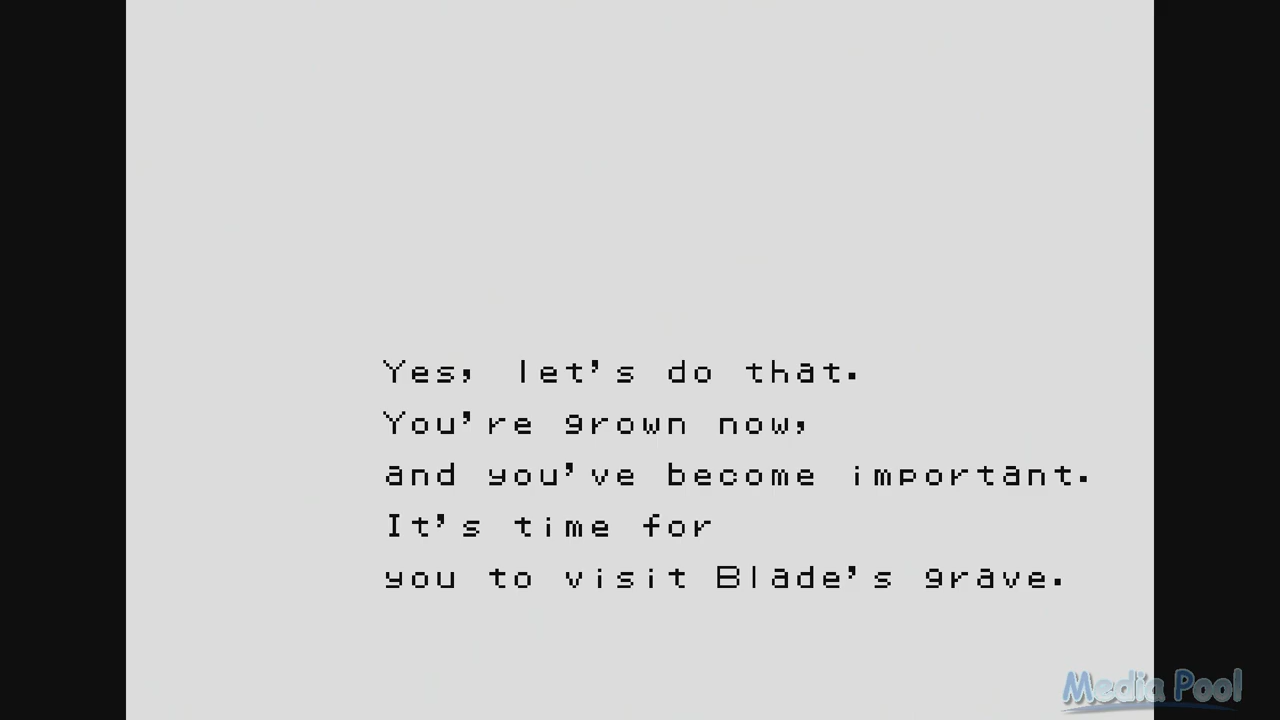 Yes, let's do that.
You're grown now,
and you've become important.
It's time for
you to visit Blade's grave.
Media Pool